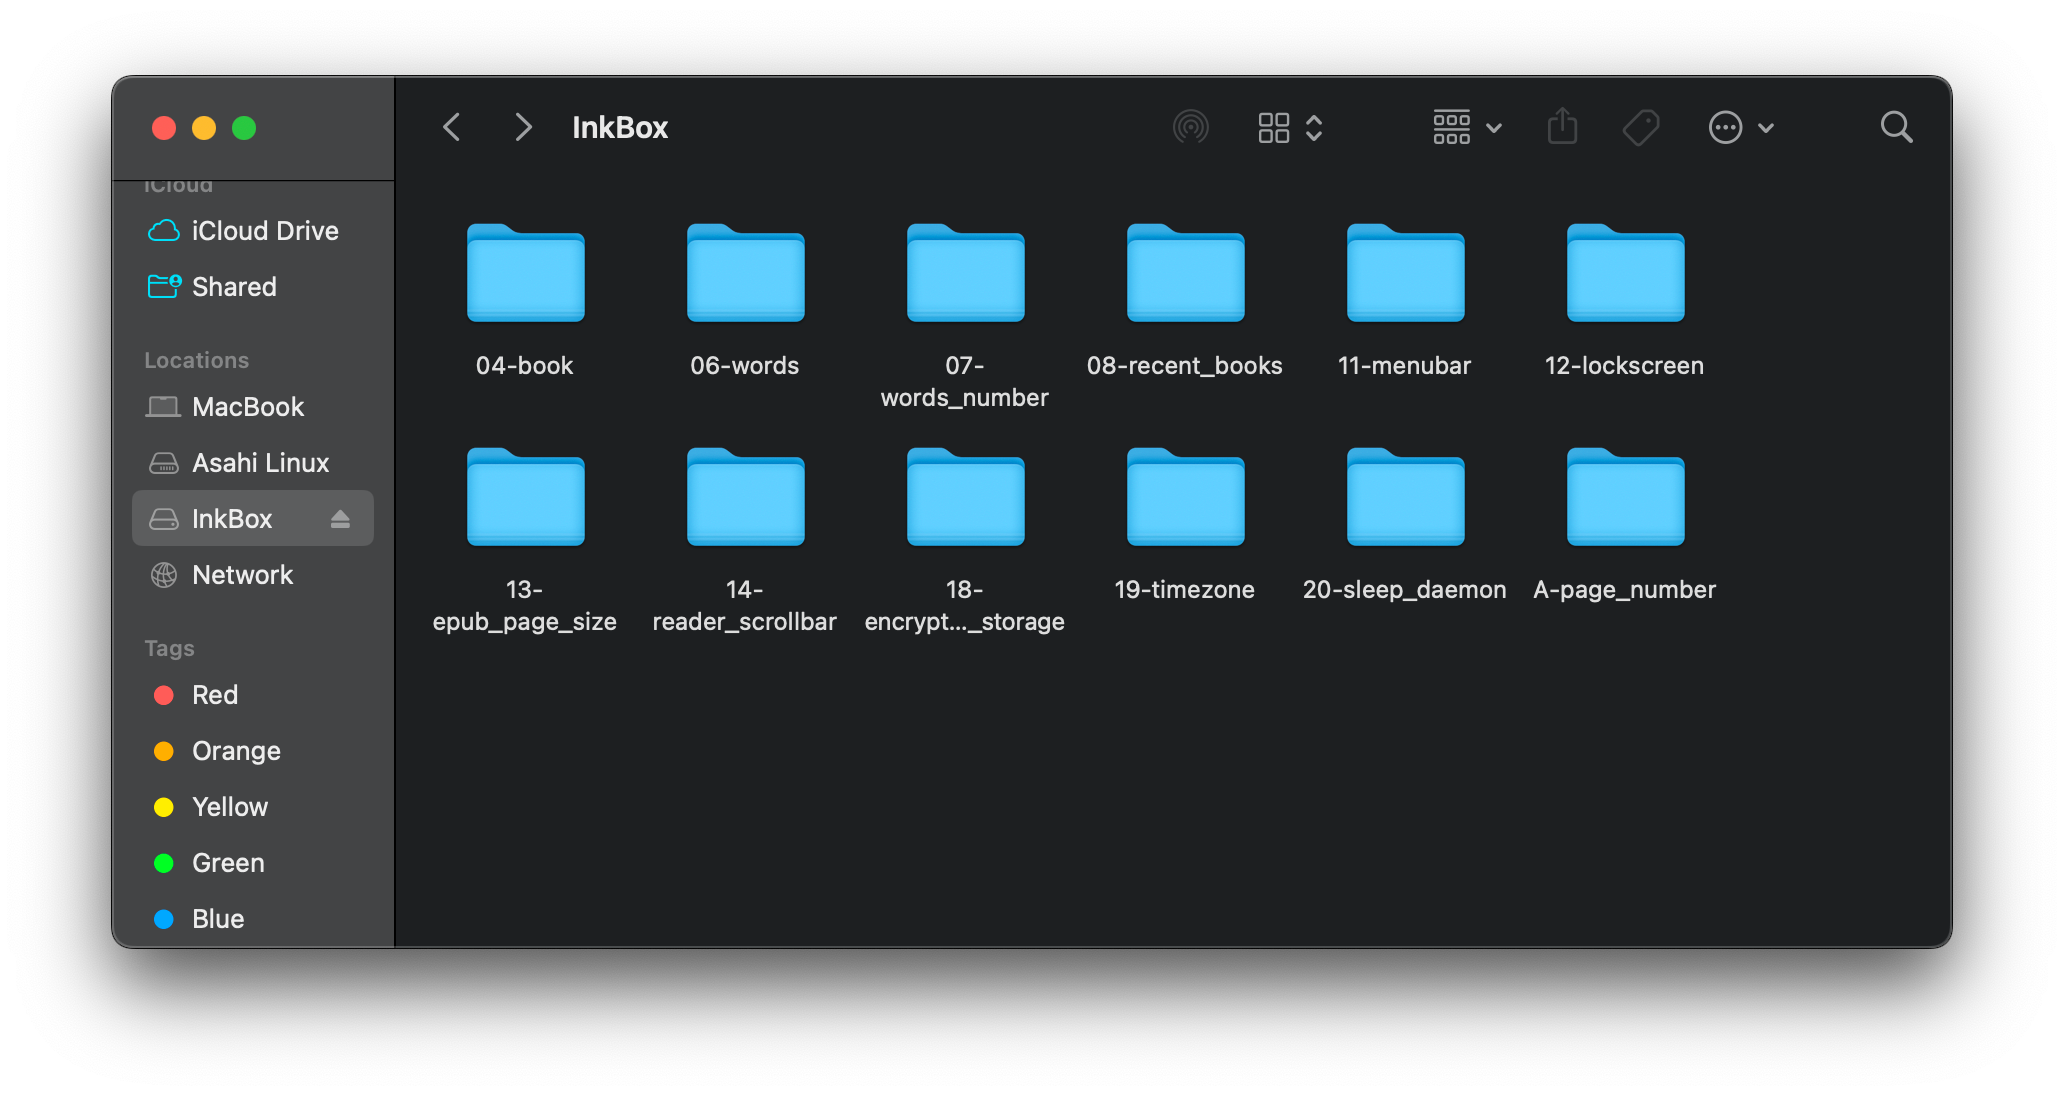 InkBox
iCloud
iCloud Drive
Shared
Locations
MacBook
Asahi Linux
InkBox
Network
Tags
Red
Orange
Yellow
Green
Blue
04-book
06-words
07-
words_number
08-recent_books
11-menubar
12-lockscreen
13-
epub_page_size
14-
reader_scrollbar
18-
encrypt..._storage
19-timezone
20-sleep_daemon
A-page_number